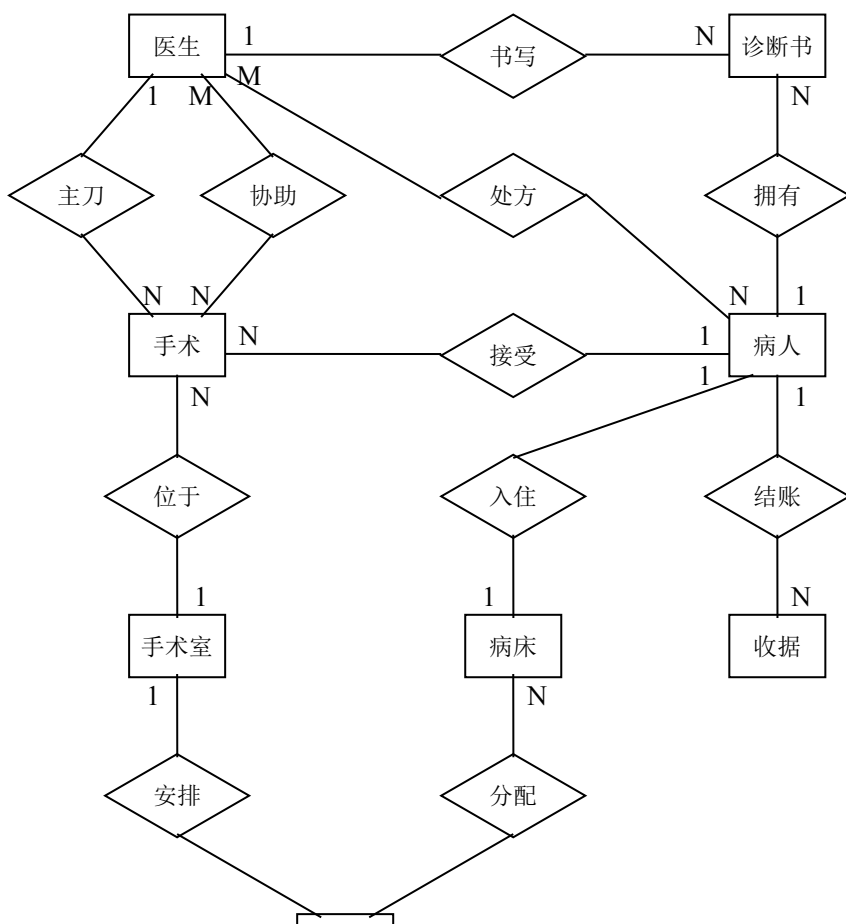 医生 1 书写 N 诊断书
1 M M N
主刀 协助 处方 拥有
N N N 1
手术 N 接受 1 病人
N 1 1
位于 入住 结账
1 1 N
手术室 病床 收据
1 N
安排 分配